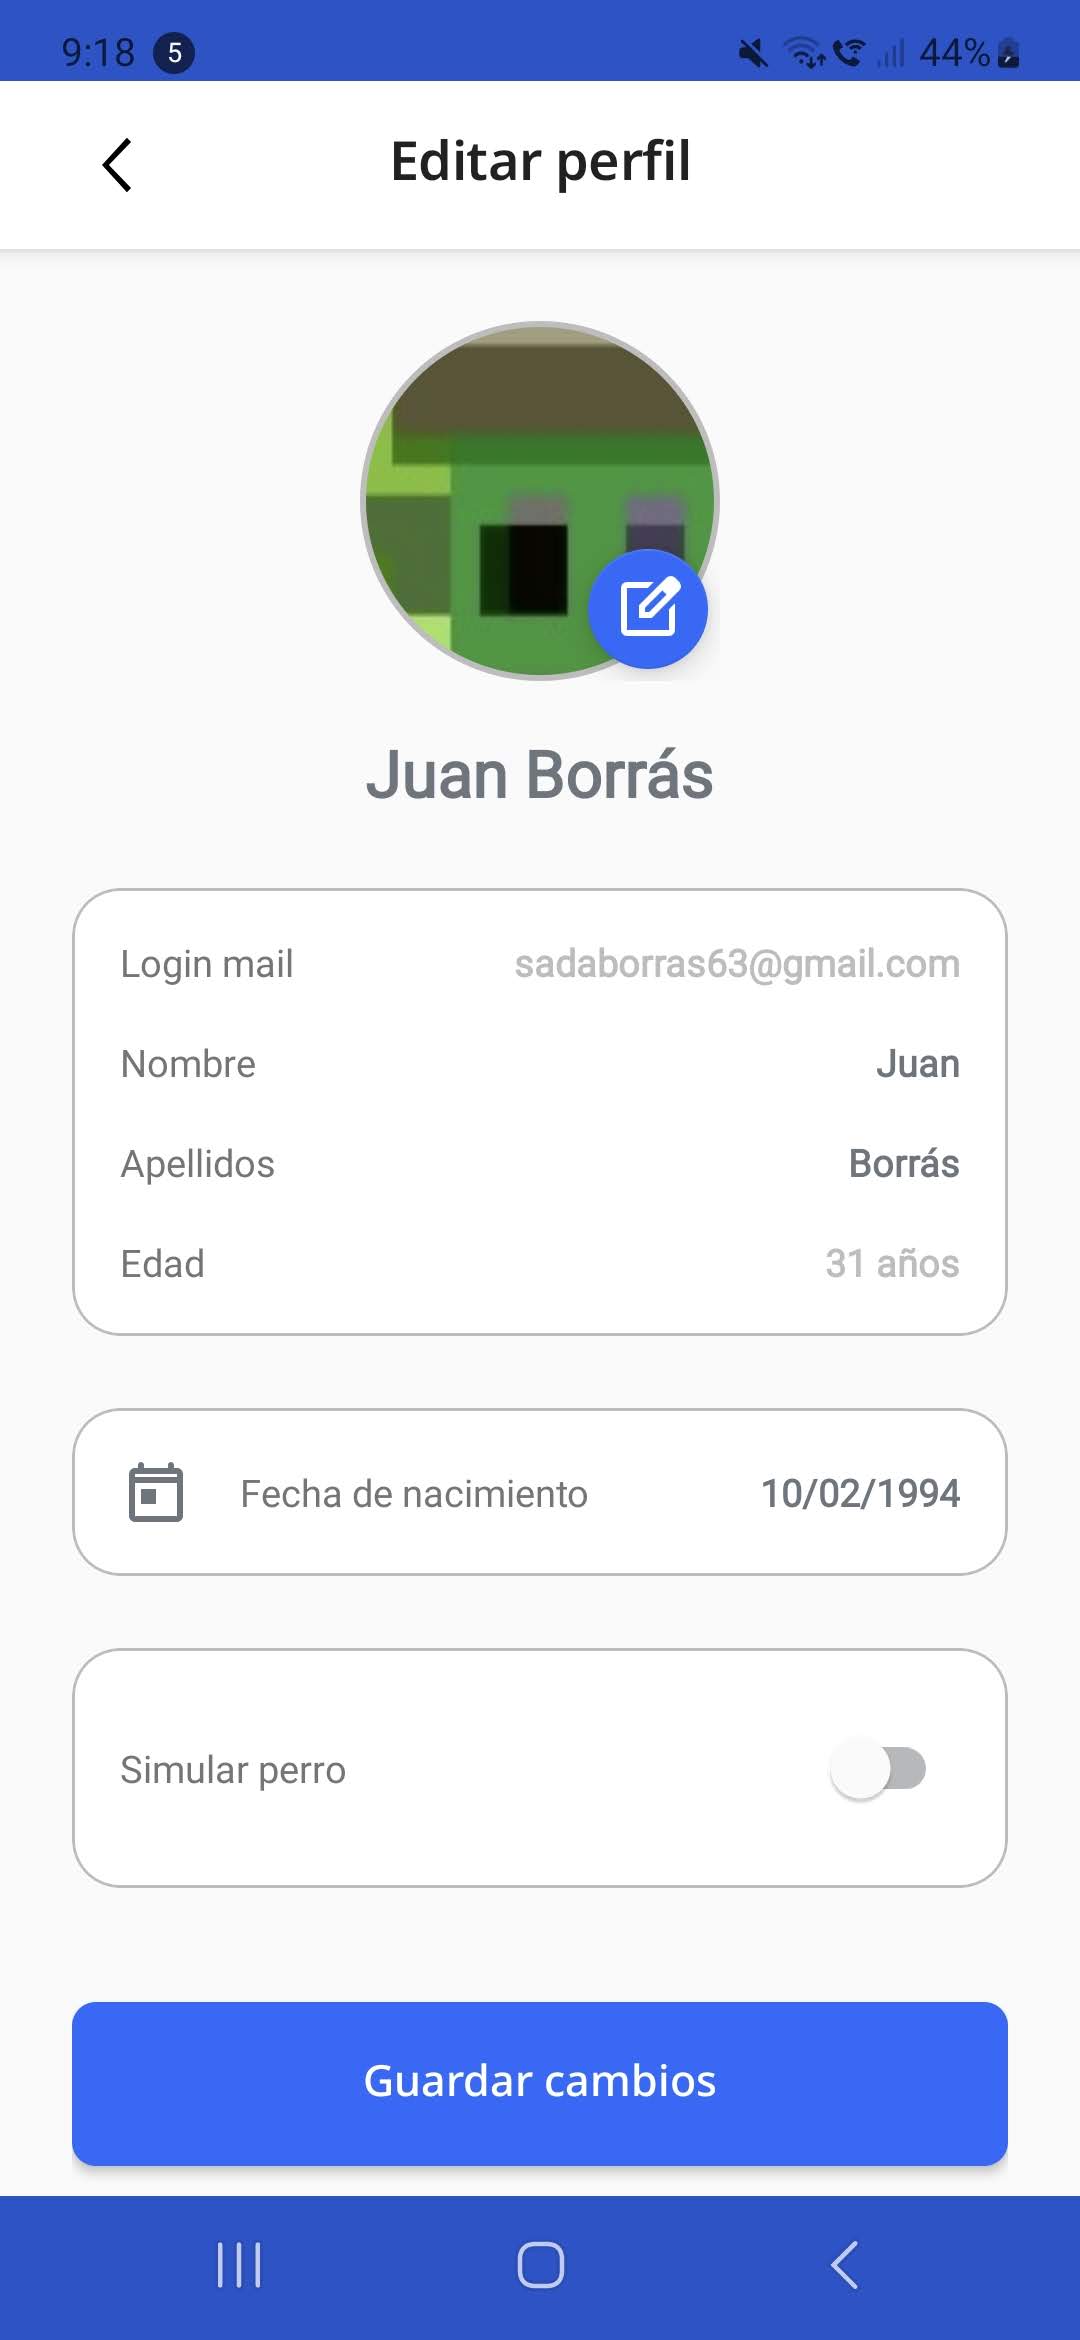 9:18 5 44%
Editar perfil
Juan Borrás
Login mail sadaborras63@gmail.com
Nombre Juan
Apellidos Borrás
Edad 31 años
Fecha de nacimiento 10/02/1994
Simular perro
Guardar cambios